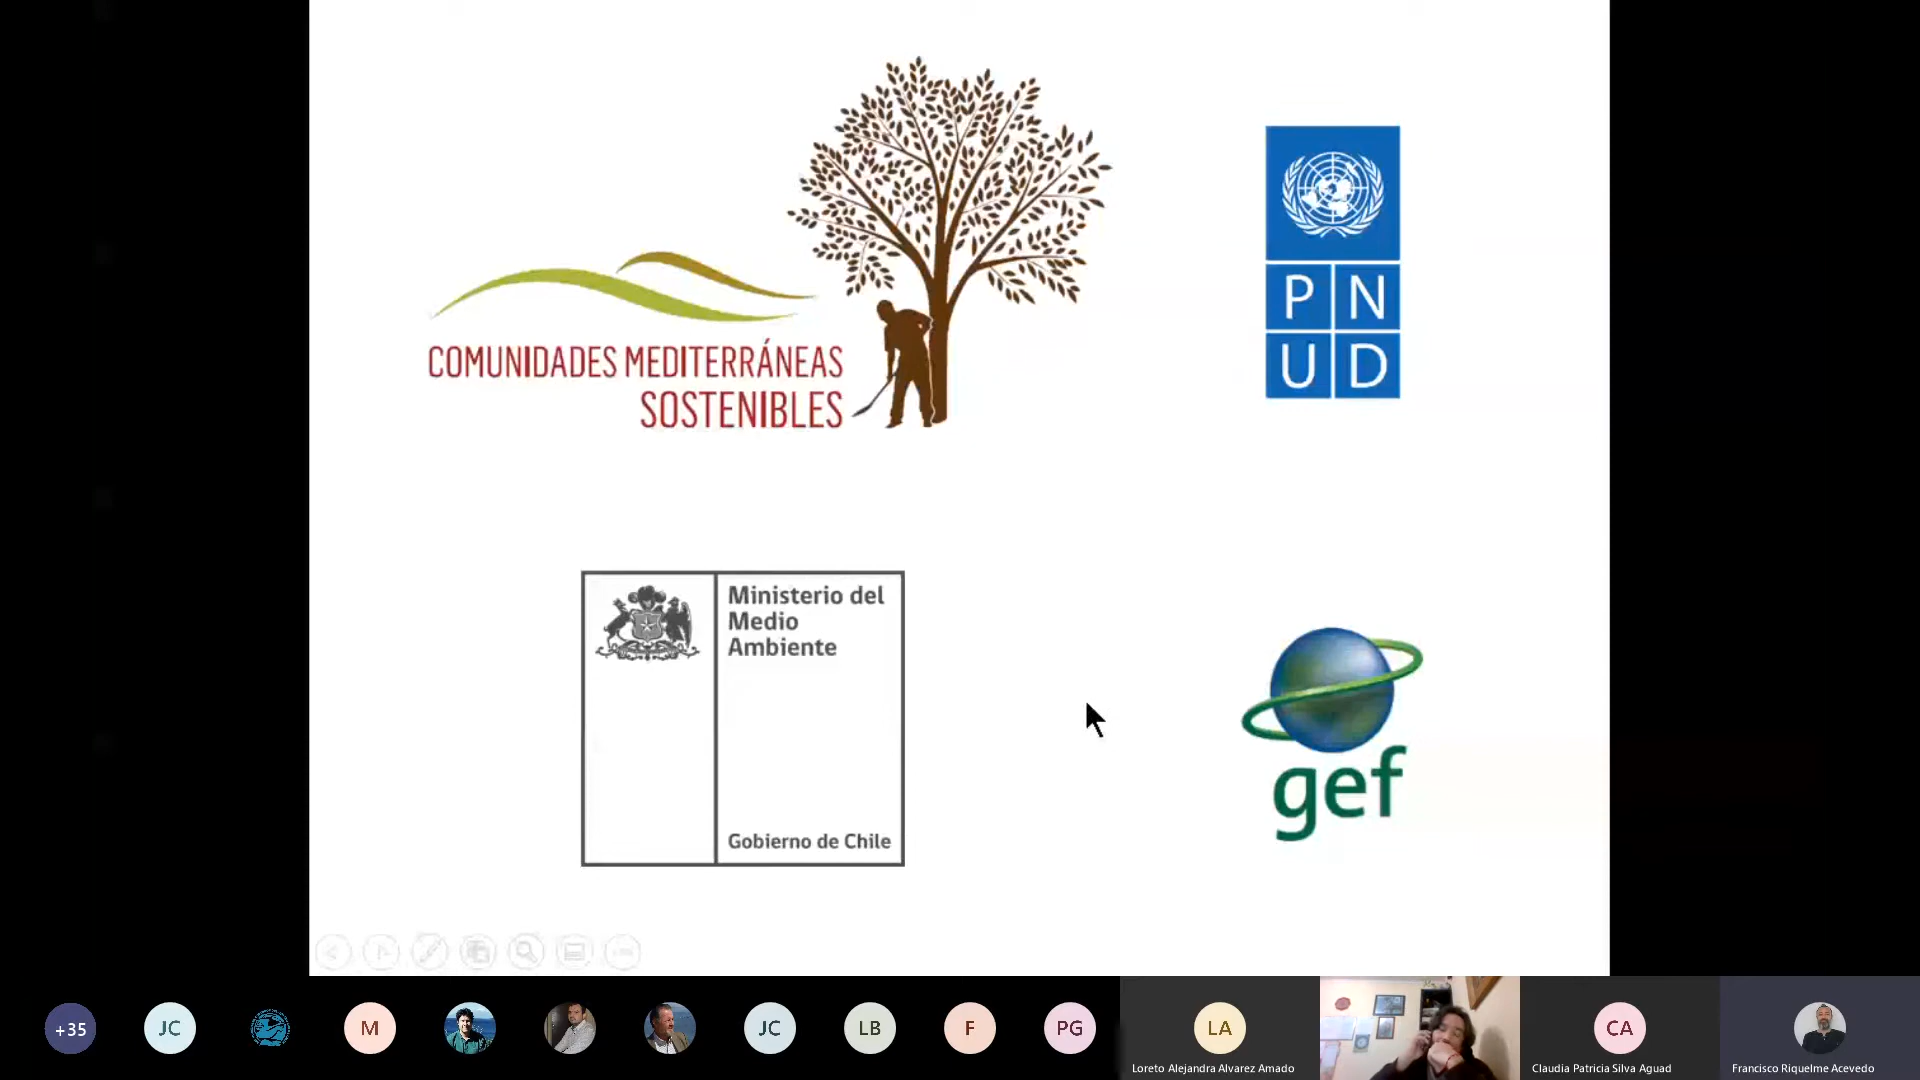 COMUNIDADES MEDITERRÁNEAS
SOSTENIBLES
P N
U D
Ministerio del
Medio
Ambiente
Gobierno de Chile
gef
+35
JC
M
JC
LB
F
PG
LA
Loreto Alejandra Alvarez Amado
CA
Claudia Patricia Silva Aguad
Francisco Riquelme Acevedo